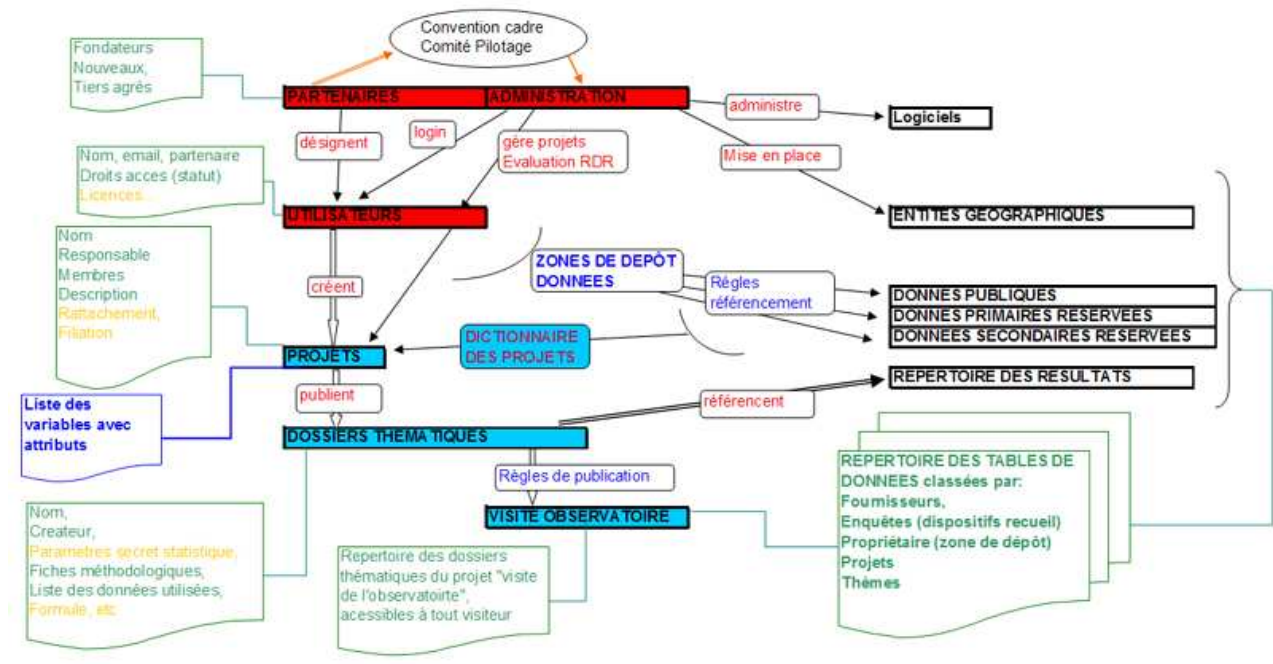 Convention cadre
Comité Pilotage
Fondateurs
Nouveaux,
Tiers agrés
PARTENAIRES
ADMINISTRATION
administre
Logiciels
désignent
login
gère projets
Evaluation RDR
Mise en place
Nom, email, partenaire
Droits acces (statut)
Licences...
UTILISATEURS
ENTITES GEOGRAPHIQUES
Nom
Responsable
Membres
Description
Rattachement,
Filiation
créent
ZONES DE DEPÔT
DONNEES
Régles
référencement
DONNES PUBLIQUES
DONNES PRIMAIRES RESERVEES
DONNEES SECONDAIRES RESERVEES
DICTIONNAIRE
DES PROJETS
PROJETS
REPERTOIRE DES RESULTATS
publient
référencent
Liste des
variables avec
attributs
DOSSIERS THEMATIQUES
Règles de publication
REPERTOIRE DES TABLES DE
DONNEES classées par:
Fournisseurs,
Enquêtes (dispositifs recueil)
Propriétaire (zone de dépôt)
Projets
Thèmes
VISITE OBSERVATOIRE
Nom,
Createur,
Parametres secret statistique,
Fiches méthodologiques,
Liste des données utilisées,
Formule, etc
Repertoire des dossiers
thématiques du projet "visite
de l'observatoirte",
acessibles à tout visiteur